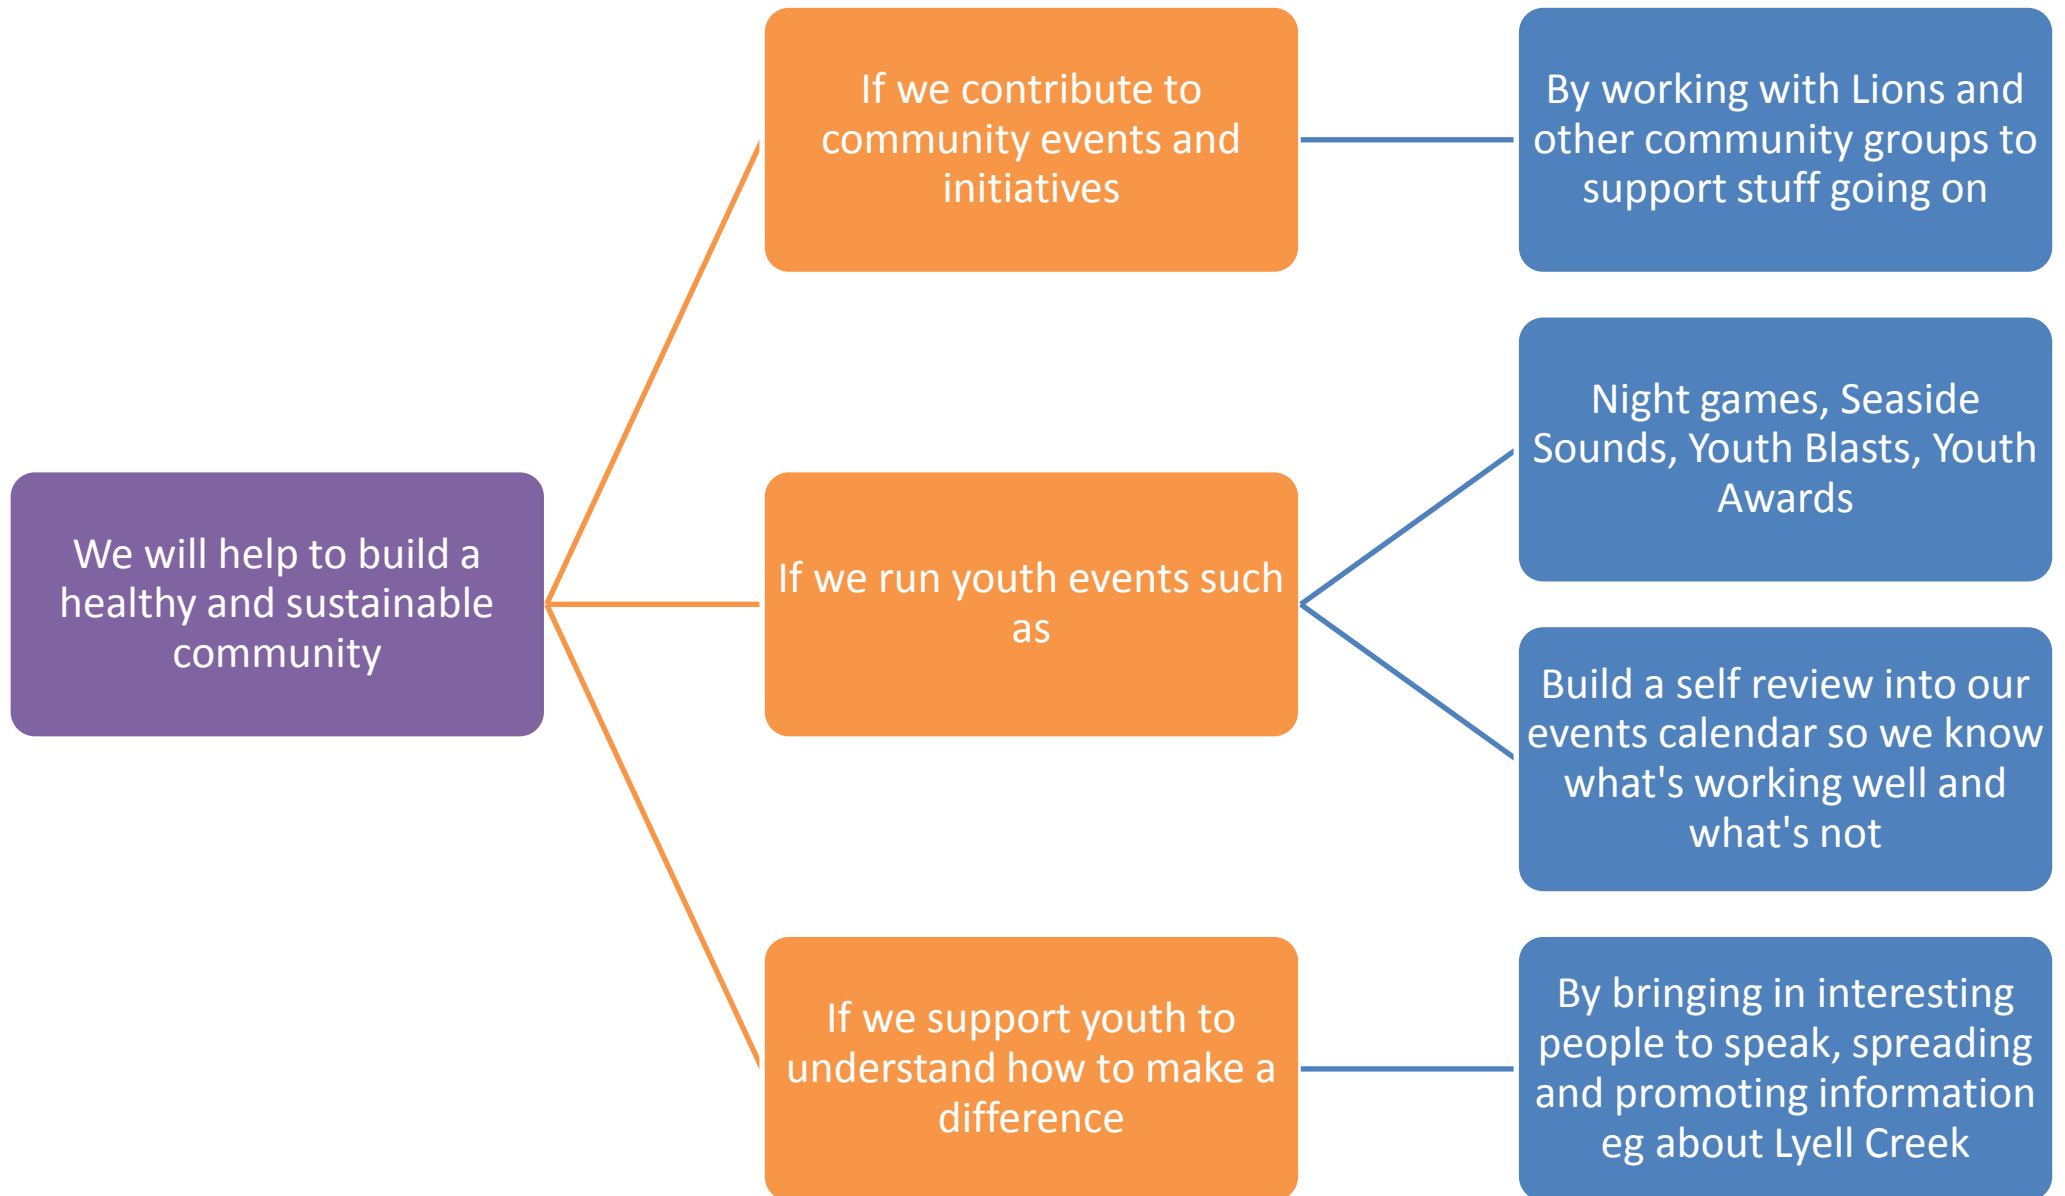 We will help to build a
healthy and sustainable
community
If we contribute to
community events and
initiatives
By working with Lions and
other community groups to
support stuff going on
If we run youth events such
as
Night games, Seaside
Sounds, Youth Blasts, Youth
Awards
Build a self review into our
events calendar so we know
what's working well and
what's not
If we support youth to
understand how to make a
difference
By bringing in interesting
people to speak, spreading
and promoting information
eg about Lyell Creek